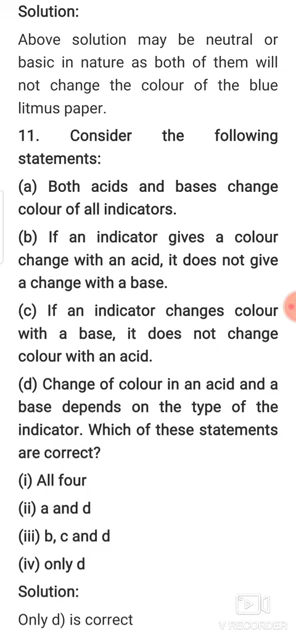 Solution:
Above solution may be neutral or
basic in nature as both of them will
not change the colour of the blue
litmus paper.
11. Consider the following
statements:
(a) Both acids and bases change
colour of all indicators.
(b) If an indicator gives a colour
change with an acid, it does not give
a change with a base.
(c) If an indicator changes colour
with a base, it does not change
colour with an acid.
(d) Change of colour in an acid and a
base depends on the type of the
indicator. Which of these statements
are correct?
(i) All four
(ii) a and d
(iii) b, c and d
(iv) only d
Solution:
Only d) is correct
V RECORDER